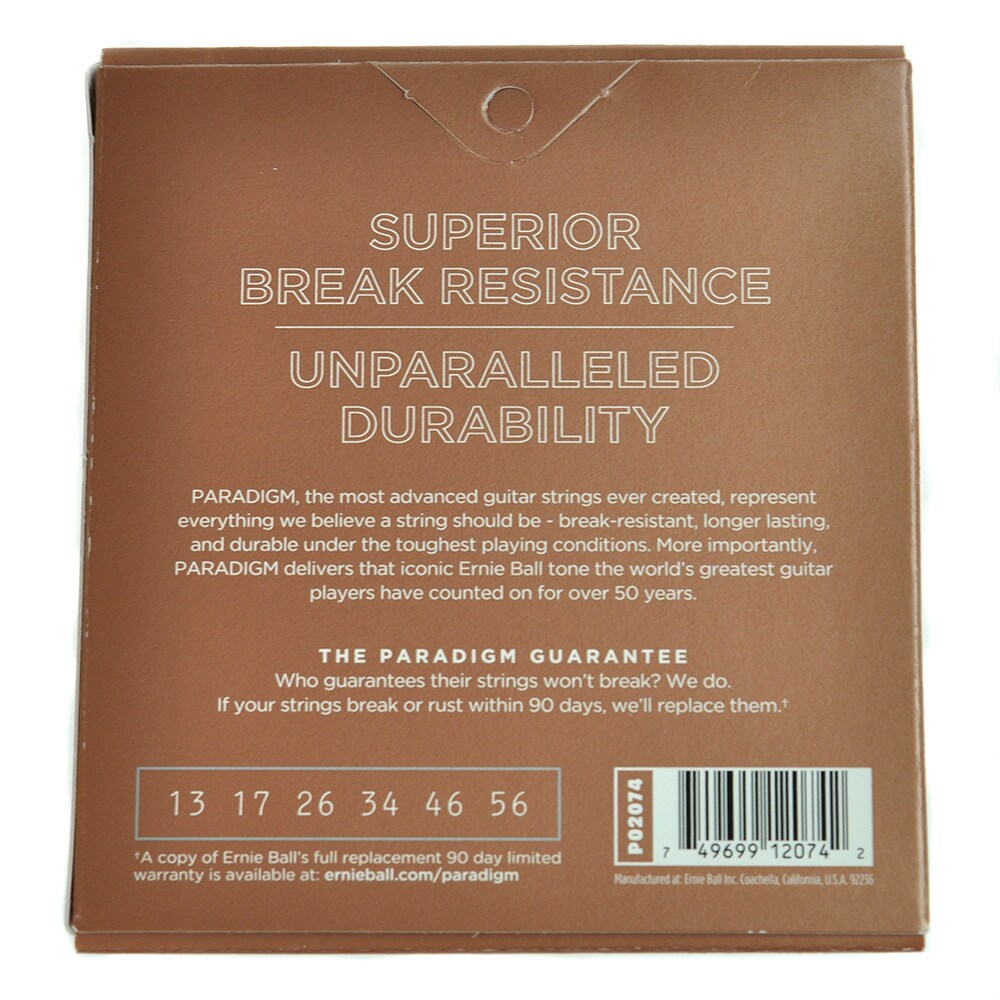 SUPERIOR
BREAK RESISTANCE
UNPARALLELED
DURABILITY
PARADIGM, the most advanced guitar strings ever created, represent
everything we believe a string should be - break-resistant, longer lasting,
and durable under the toughest playing conditions. More importantly,
PARADIGM delivers that iconic Ernie Ball tone the world's greatest guitar
players have counted on for over 50 years.
THE PARADIGM GUARANTEE
Who guarantees their strings won't break? We do.
If your strings break or rust within 90 days, we'll replace them.†
13 17 26 34 46 56
†A copy of Ernie Ball's full replacement 90 day limited
warranty is available at: ernieball.com/paradigm
P02074
7 49699 12074 2
Manufactured at: Ernie Ball Inc. Coachella, California, U.S.A. 92236